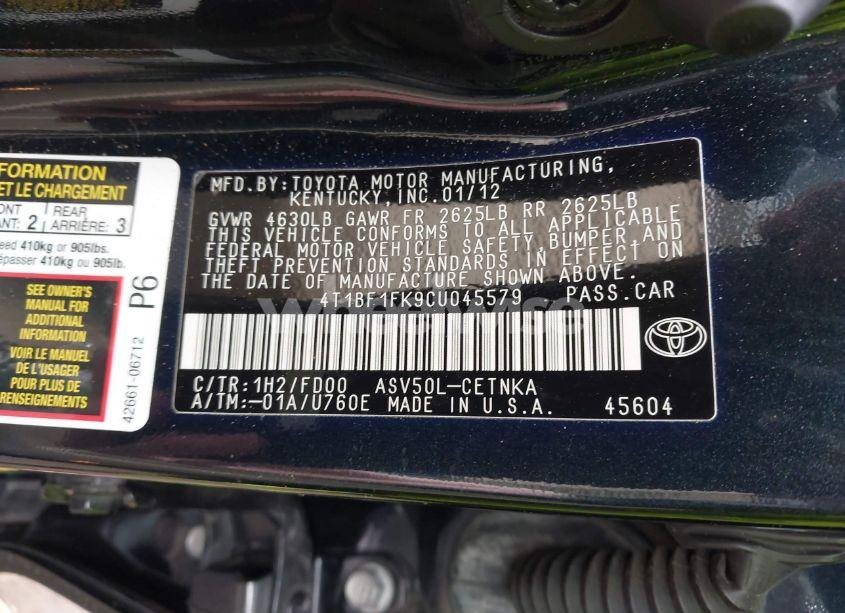 FORMATION
ET LE CHARGEMENT
REAR
2
ARRIÈRE: 3
410kg or 905lbs.
410kg ou 905lb.
SEE OWNER'S
MANUAL FOR
ADDITIONAL
INFORMATION
VOIR LE MANUEL
DE L'USAGER
POUR PLUS DE
RENSEIGNEMENTS
P6
42661-06712
MFD.BY:TOYOTA MOTOR MANUFACTURING,
KENTUCKY,INC.01/12
GVWR 4630LB GAWR FR 2625LB RR 2625LB
THIS VEHICLE CONFORMS TO ALL APPLICABLE
FEDERAL MOTOR VEHICLE SAFETY,BUMPER AND
THEFT PREVENTION STANDARDS IN EFFECT ON
THE DATE OF MANUFACTURE SHOWN ABOVE.
4T1BF1FK9CU045579 PASS.CAR
C/TR:1H2/FD00 ASV50L-CETNKA
A/TM:-01A/U760E MADE IN U.S.A. 45604
TOYOTA